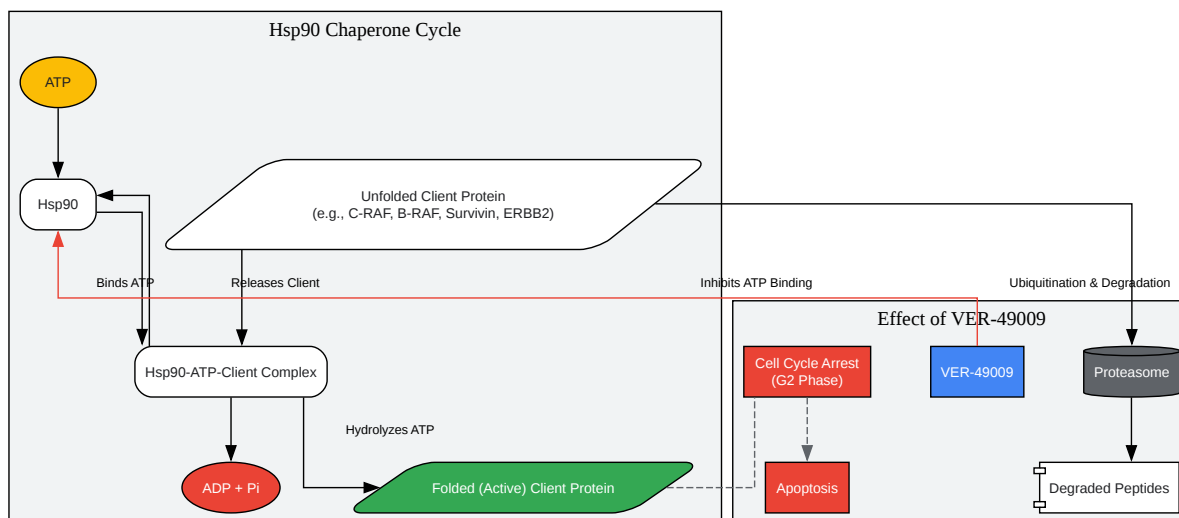 Hsp90 Chaperone Cycle
ATP
Unfolded Client Protein
(e.g., C-RAF, B-RAF, Survivin, ERBB2)
Hsp90
Binds ATP
Releases Client
Inhibits ATP Binding
Ubiquitination & Degradation
Effect of VER-49009
Hsp90-ATP-Client Complex
Cell Cycle Arrest
(G2 Phase)
VER-49009
Proteasome
Hydrolyzes ATP
ADP + Pi
Folded (Active) Client Protein
Apoptosis
Degraded Peptides